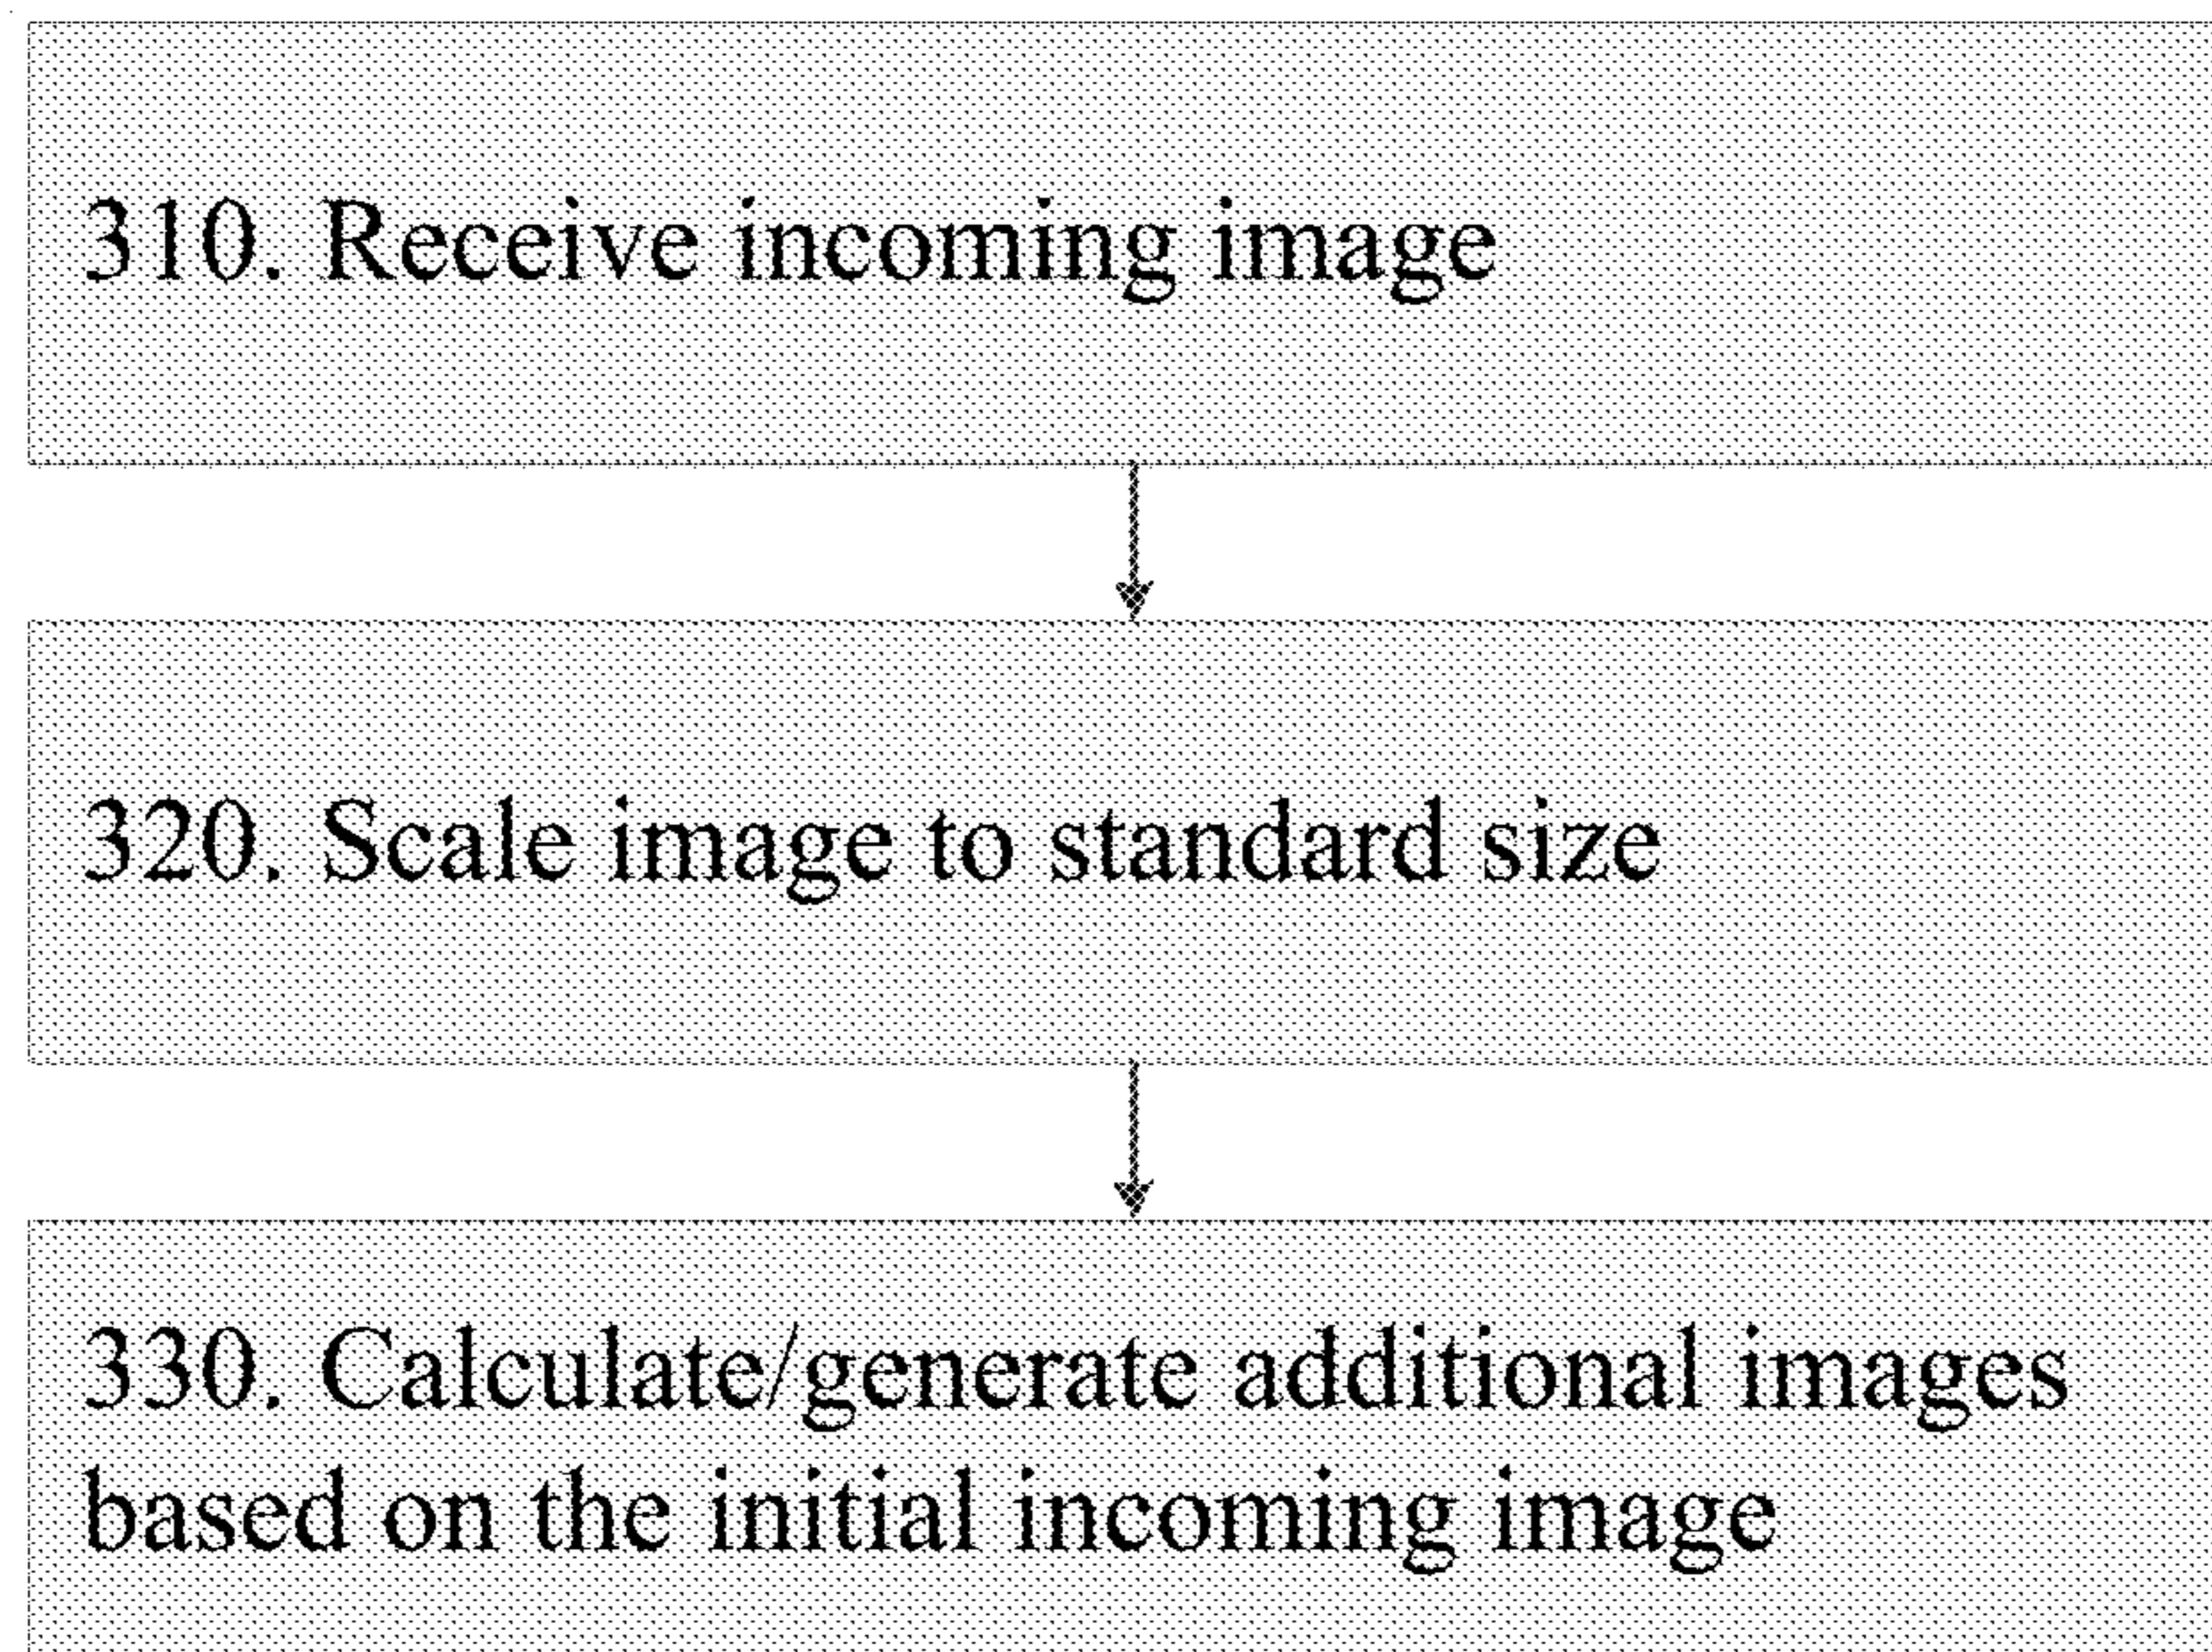 310. Receive incoming image
320. Scale image to standard size
330. Calculate/generate additional images
based on the initial incoming image